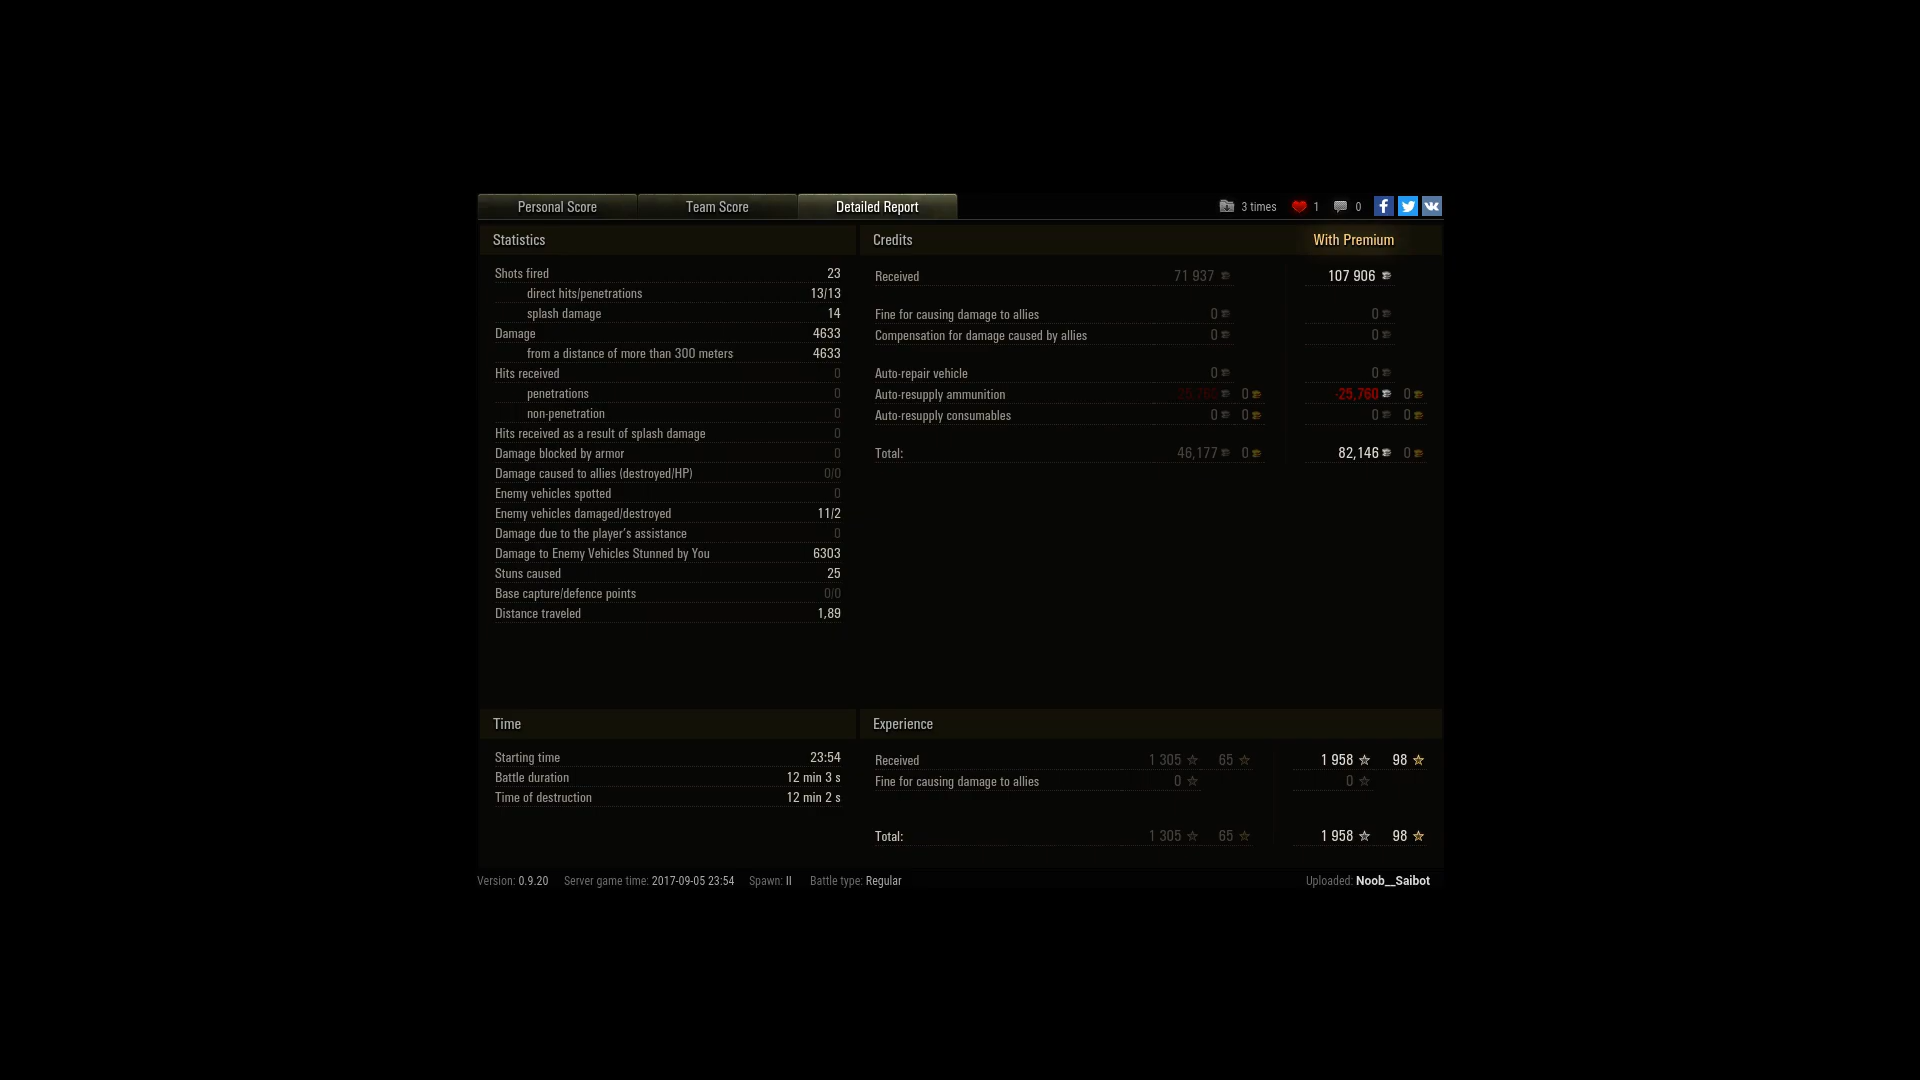 Personal Score Team Score Detailed Report 3 times 1 0
Statistics
Shots fired 23
direct hits/penetrations 13/13
splash damage 14
Damage 4633
from a distance of more than 300 meters 4633
Hits received 0
penetrations 0
non-penetration 0
Hits received as a result of splash damage 0
Damage blocked by armor 0
Damage caused to allies (destroyed/HP) 0/0
Enemy vehicles spotted 0
Enemy vehicles damaged/destroyed 11/2
Damage due to the player's assistance 0
Damage to Enemy Vehicles Stunned by You 6303
Stuns caused 25
Base capture/defence points 0/0
Distance traveled 1,89
Credits With Premium
Received 71 937 107 906
Fine for causing damage to allies 0 0
Compensation for damage caused by allies 0 0
Auto-repair vehicle 0 0
Auto-resupply ammunition -25,760 0 -25,760 0
Auto-resupply consumables 0 0 0 0
Total: 46,177 0 82,146 0
Time
Starting time 23:54
Battle duration 12 min 3 s
Time of destruction 12 min 2 s
Experience
Received 1 305 65 1 958 98
Fine for causing damage to allies 0 0
Total: 1 305 65 1 958 98
Version: 0.9.20 Server game time: 2017-09-05 23:54 Spawn: II Battle type: Regular Uploaded: Noob__Saibot